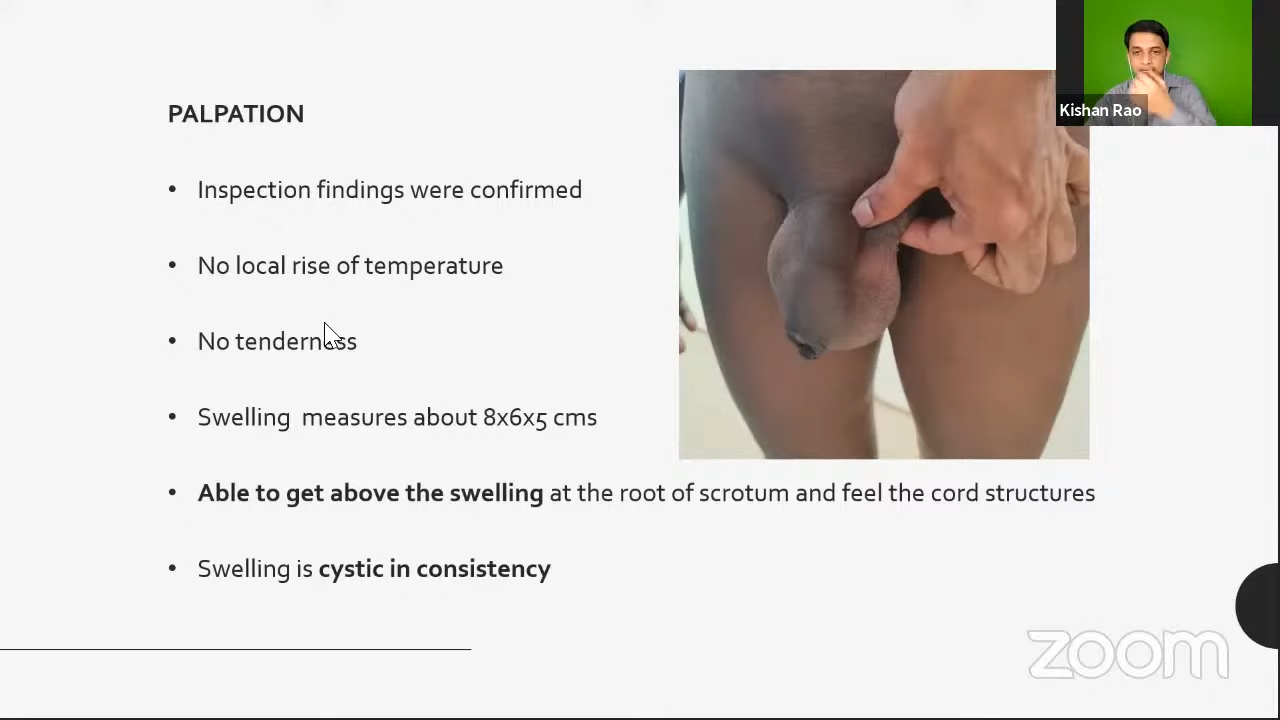 Kishan Rao
PALPATION
• Inspection findings were confirmed
• No local rise of temperature
• No tenderness
• Swelling measures about 8x6x5 cms
• Able to get above the swelling at the root of scrotum and feel the cord structures
• Swelling is cystic in consistency
zoom